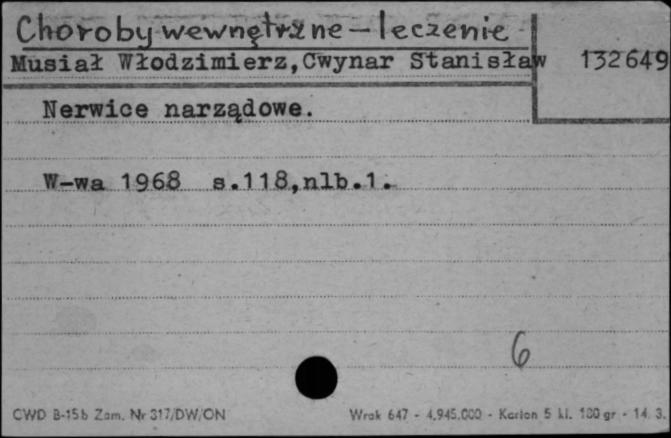 Choroby wewnętrzne - leczenie
Musiał Włodzimierz, Cwynar Stanisław 132649
Nerwice narządowe.
W-wa 1968 s.118,nlb.1.
6
CWD B-15b Zam. Nr 317/DW/ON Wrak 647 - 4.945.000 - Karton 5 kl. 180 gr - 14. 3.